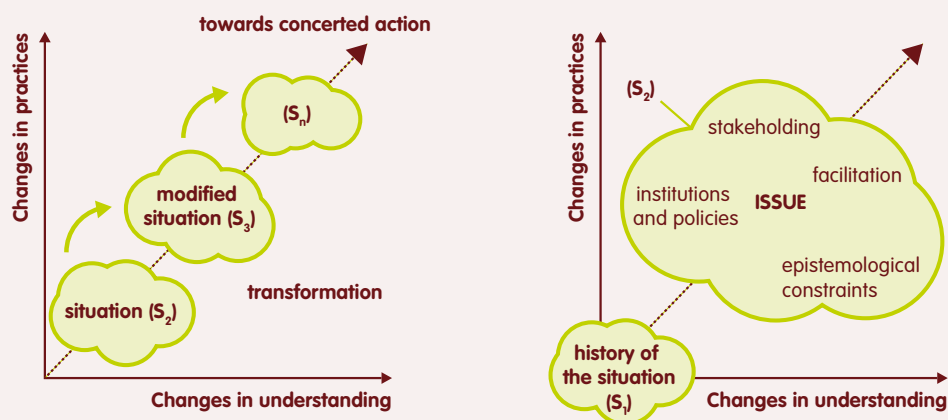 towards concerted action
Changes in practices
(Sₙ)
modified
situation (S₃)
situation (S₂)
transformation
Changes in understanding
Changes in practices
(S₂)
stakeholding
facilitation
institutions
and policies
ISSUE
epistemological
constraints
history of
the situation
(S₁)
Changes in understanding